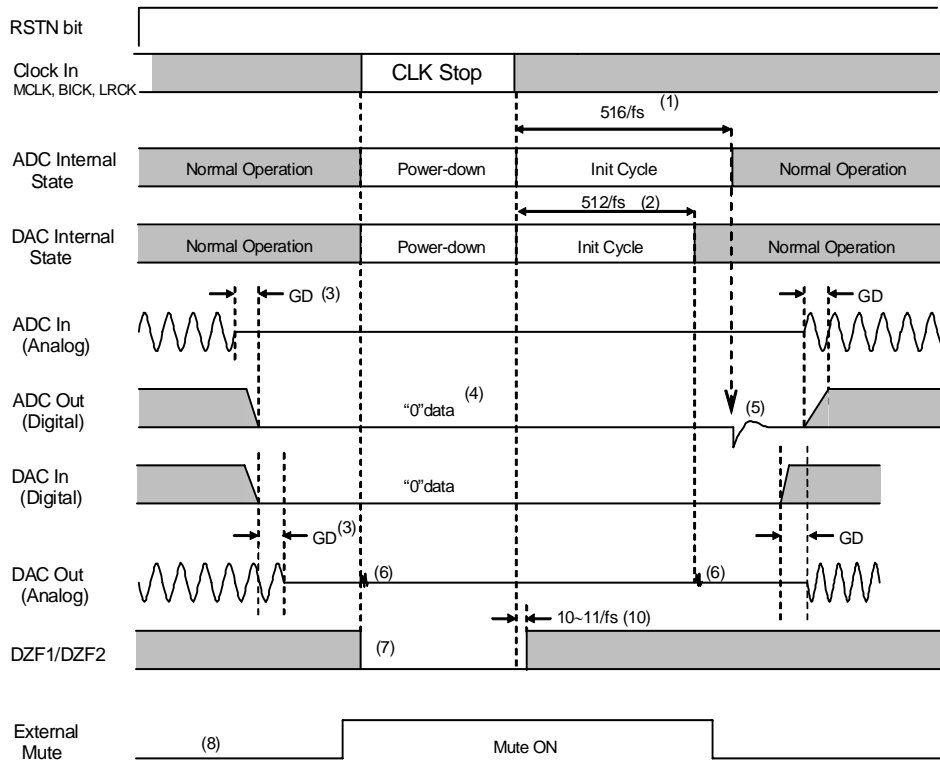 RSTN bit
Clock In
MCLK, BICK, LRCK
CLK Stop
516/fs (1)
ADC Internal
State
Normal Operation
Power-down
Init Cycle
Normal Operation
512/fs (2)
DAC Internal
State
Normal Operation
Power-down
Init Cycle
Normal Operation
GD (3)
GD
ADC In
(Analog)
ADC Out
(Digital)
"0"data
(4)
(5)
DAC In
(Digital)
"0"data
GD (3)
GD
DAC Out
(Analog)
(6)
(6)
10~11/fs (10)
DZF1/DZF2
(7)
External
Mute
(8)
Mute ON